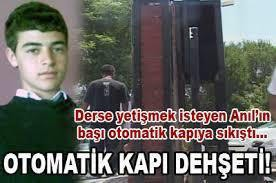 Derse yetişmek isteyen Anıl'ın
başı otomatik kapıya sıkıştı...
OTOMATİK KAPI DEHŞETİ!